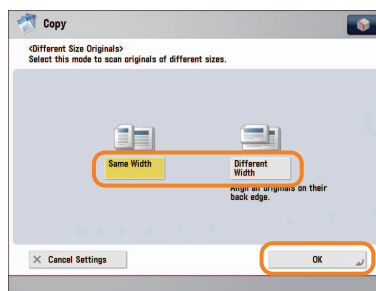 Copy
<Different Size Originals>
Select this mode to scan originals of different sizes.
Same Width
Different
Width
Align all originals on their
back edge.
× Cancel Settings
OK